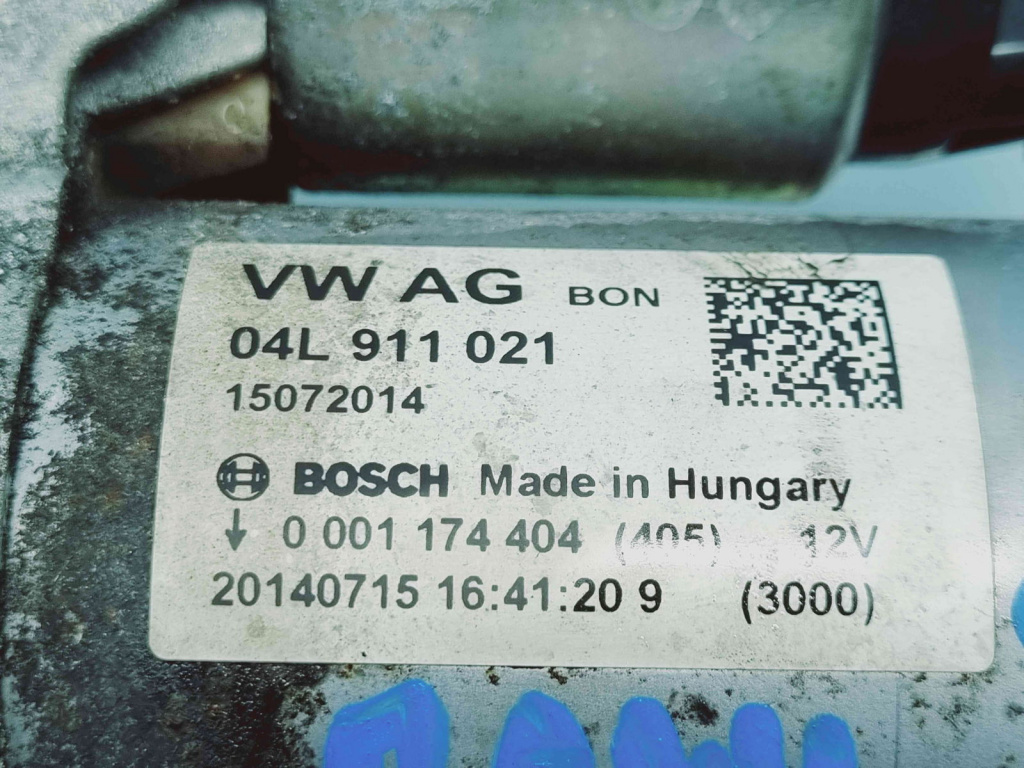 VW AG BON
04L 911 021
15072014
BOSCH Made in Hungary
↓ 0 001 174 404 (405) 12V
20140715 16:41:20 9 (3000)